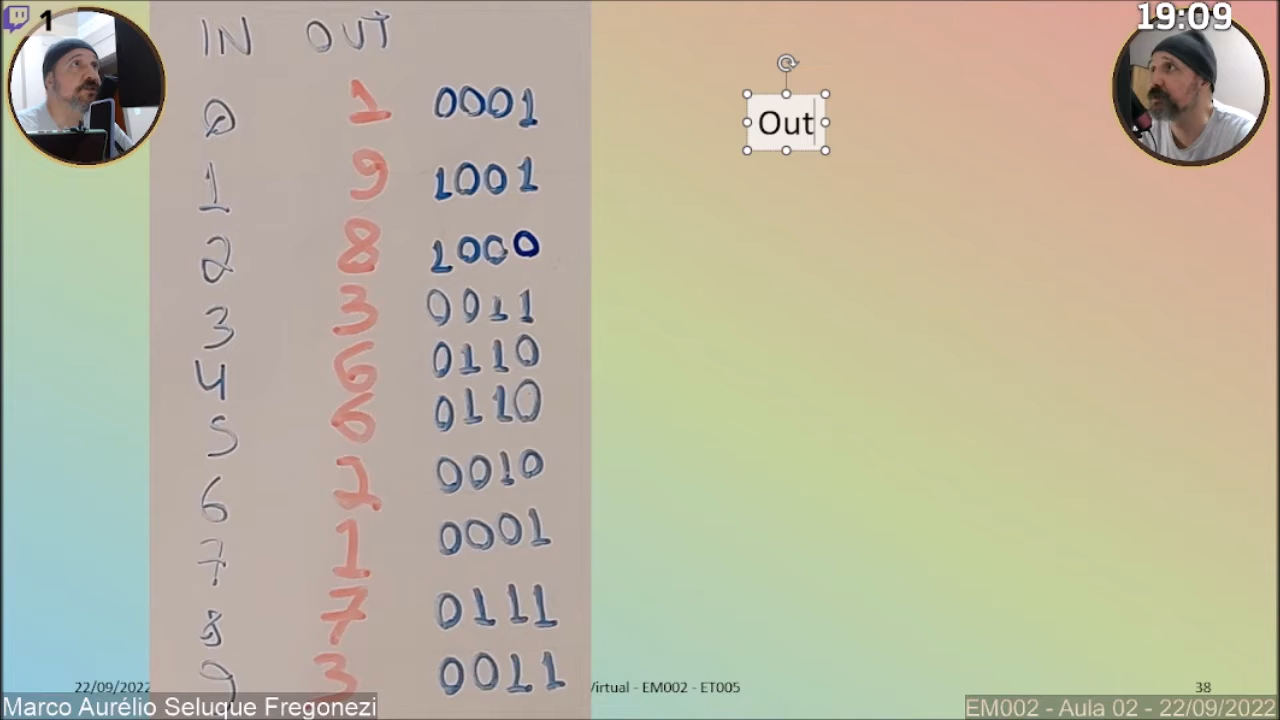 1
19:09
IN OUT
Out
0 1 0001
1 9 1001
2 8 1000
3 3 0011
4 6 0110
5 6 0110
6 2 0010
7 1 0001
8 7 0111
9 3 0011
22/09/2022 Virtual - EM002 - ET005 38
Marco Aurélio Seluque Fregonezi EM002 - Aula 02 - 22/09/2022